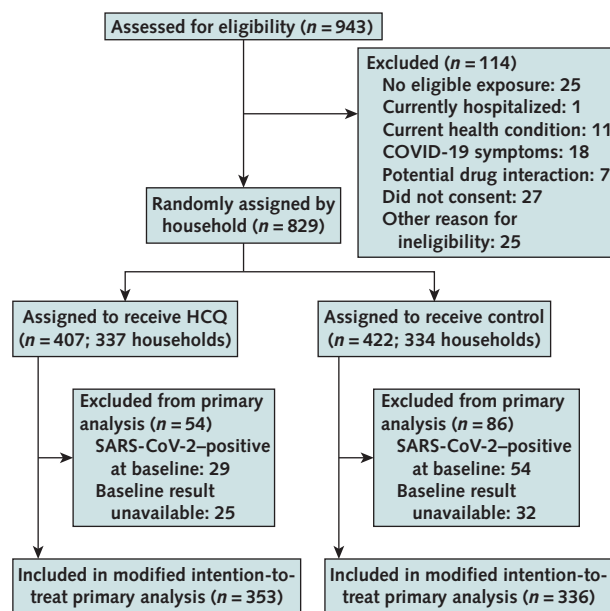 Assessed for eligibility (n = 943)
Excluded (n = 114)
No eligible exposure: 25
Currently hospitalized: 1
Current health condition: 11
COVID-19 symptoms: 18
Potential drug interaction: 7
Did not consent: 27
Other reason for
ineligibility: 25
Randomly assigned by
household (n = 829)
Assigned to receive HCQ
(n = 407; 337 households)
Assigned to receive control
(n = 422; 334 households)
Excluded from primary
analysis (n = 54)
SARS-CoV-2–positive
at baseline: 29
Baseline result
unavailable: 25
Excluded from primary
analysis (n = 86)
SARS-CoV-2–positive
at baseline: 54
Baseline result
unavailable: 32
Included in modified intention-to-
treat primary analysis (n = 353)
Included in modified intention-to-
treat primary analysis (n = 336)